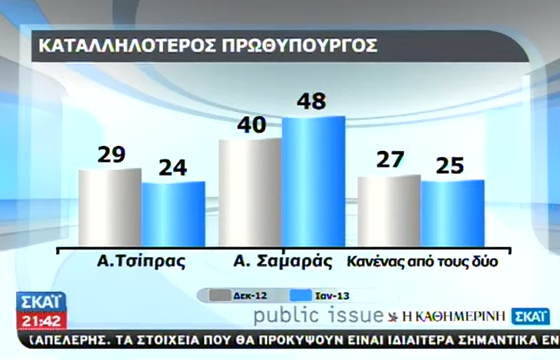 ΚΑΤΑΛΛΗΛΟΤΕΡΟΣ ΠΡΩΘΥΠΟΥΡΓΟΣ
29 24 40 48 27 25
Α.Τσίπρας Α. Σαμαράς Κανένας από τους δύο
Δεκ-12 Ιαν-13
ΣΚΑΪ
21:42
public issue Η ΚΑΘΗΜΕΡΙΝΗ ΣΚΑΪ
(ΑΠΕΛΕΡΗΣ. ΤΑ ΣΤΟΙΧΕΙΑ ΠΟΥ ΘΑ ΠΡΟΚΥΨΟΥΝ ΕΙΝΑΙ ΙΔΙΑΙΤΕΡΑ ΣΗΜΑΝΤΙΚΑ ΕΚ